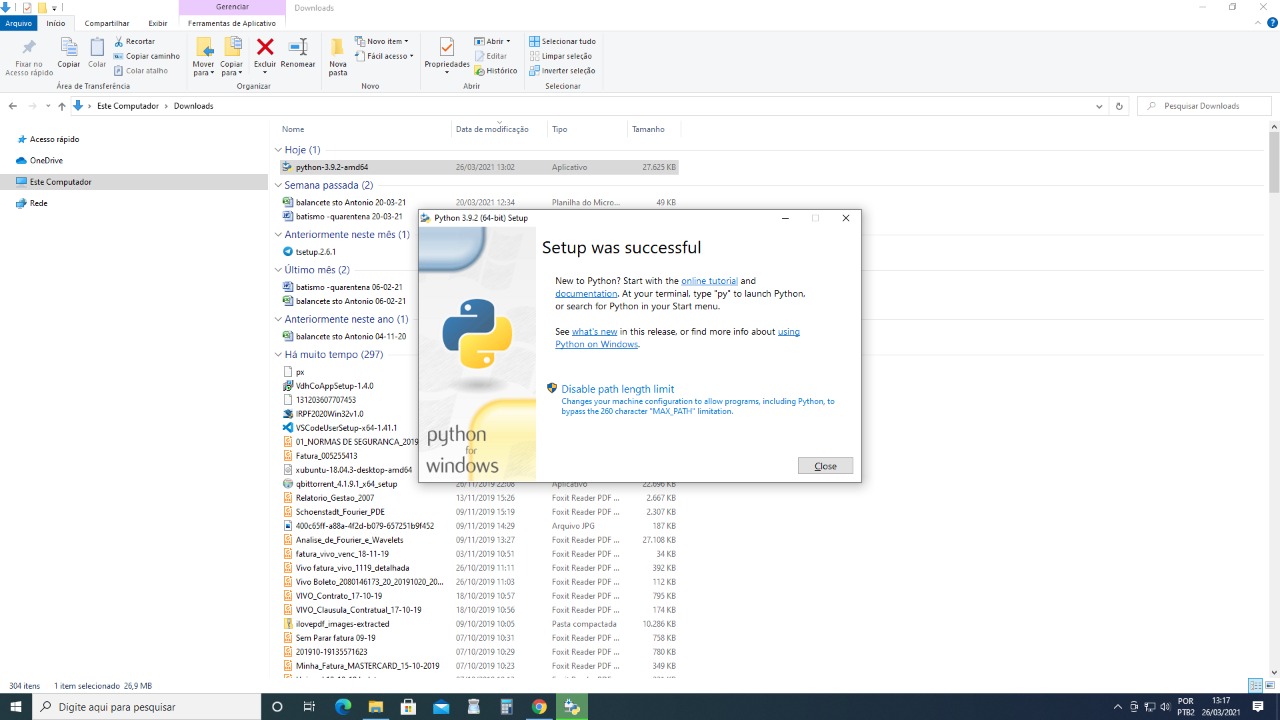 Gerenciar
Downloads
Arquivo Início Compartilhar Exibir Ferramentas de Aplicativo
Fixar no Acesso rápido
Copiar
Colar
Recortar
Copiar caminho
Colar atalho
Área de Transferência
Mover para
Copiar para
Excluir
Renomear
Organizar
Nova pasta
Novo item
Fácil acesso
Novo
Propriedades
Abrir
Editar
Histórico
Abrir
Selecionar tudo
Limpar seleção
Inverter seleção
Selecionar
Este Computador > Downloads
Pesquisar Downloads
Acesso rápido
OneDrive
Este Computador
Rede
Nome Data de modificação Tipo Tamanho
Hoje (1)
python-3.9.2-amd64 26/03/2021 13:02 Aplicativo 27.625 KB
Semana passada (2)
balancete sto Antonio 20-03-21 20/03/2021 12:34 Planilha do Micro... 49 KB
batismo -quarentena 20-03-21
Anteriormente neste mês (1)
tsetup.2.6.1
Último mês (2)
batismo -quarentena 06-02-21
balancete sto Antonio 06-02-21
Anteriormente neste ano (1)
balancete sto Antonio 04-11-20
Há muito tempo (297)
px
VdhCoAppSetup-1.4.0
131203607707453
IRPF2020Win32v1.0
VSCodeUserSetup-x64-1.41.1
01_NORMAS DE SEGURANCA_2019
Fatura_005255413
xubuntu-18.04.3-desktop-amd64
qbittorrent_4.1.9.1_x64_setup 20/11/2019 22:08 Aplicativo 22.696 KB
Relatorio_Gestao_2007 13/11/2019 15:26 Foxit Reader PDF ... 2.667 KB
Schoenstadt_Fourier_PDE 09/11/2019 15:19 Foxit Reader PDF ... 2.307 KB
400c65ff-a88a-4f2d-b079-657251b9f452 09/11/2019 14:29 Arquivo JPG 187 KB
Analise_de_Fourier_e_Wavelets 09/11/2019 13:27 Foxit Reader PDF ... 27.108 KB
fatura_vivo_venc_18-11-19 03/11/2019 10:51 Foxit Reader PDF ... 34 KB
Vivo fatura_vivo_1119_detalhada 26/10/2019 11:11 Foxit Reader PDF ... 392 KB
Vivo Boleto_2080146173_20_20191020_20... 26/10/2019 11:03 Foxit Reader PDF ... 112 KB
VIVO_Contrato_17-10-19 18/10/2019 10:57 Foxit Reader PDF ... 795 KB
VIVO_Clausula_Contratual_17-10-19 18/10/2019 10:56 Foxit Reader PDF ... 174 KB
ilovepdf_images-extracted 09/10/2019 10:05 Pasta compactada 10.286 KB
Sem Parar fatura 09-19 07/10/2019 10:31 Foxit Reader PDF ... 758 KB
201910-19135571623 07/10/2019 10:29 Foxit Reader PDF ... 780 KB
Minha_Fatura_MASTERCARD_15-10-2019 07/10/2019 10:23 Foxit Reader PDF ... 349 KB
Python 3.9.2 (64-bit) Setup
Setup was successful
New to Python? Start with the online tutorial and
documentation. At your terminal, type "py" to launch Python,
or search for Python in your Start menu.
See what's new in this release, or find more info about using
Python on Windows.
Disable path length limit
Changes your machine configuration to allow programs, including Python, to
bypass the 260 character "MAX_PATH" limitation.
python
for
windows
Close
304 itens 1 item selecionado 26,9 MB
Digite aqui para pesquisar
POR
PTB2
13:17
26/03/2021